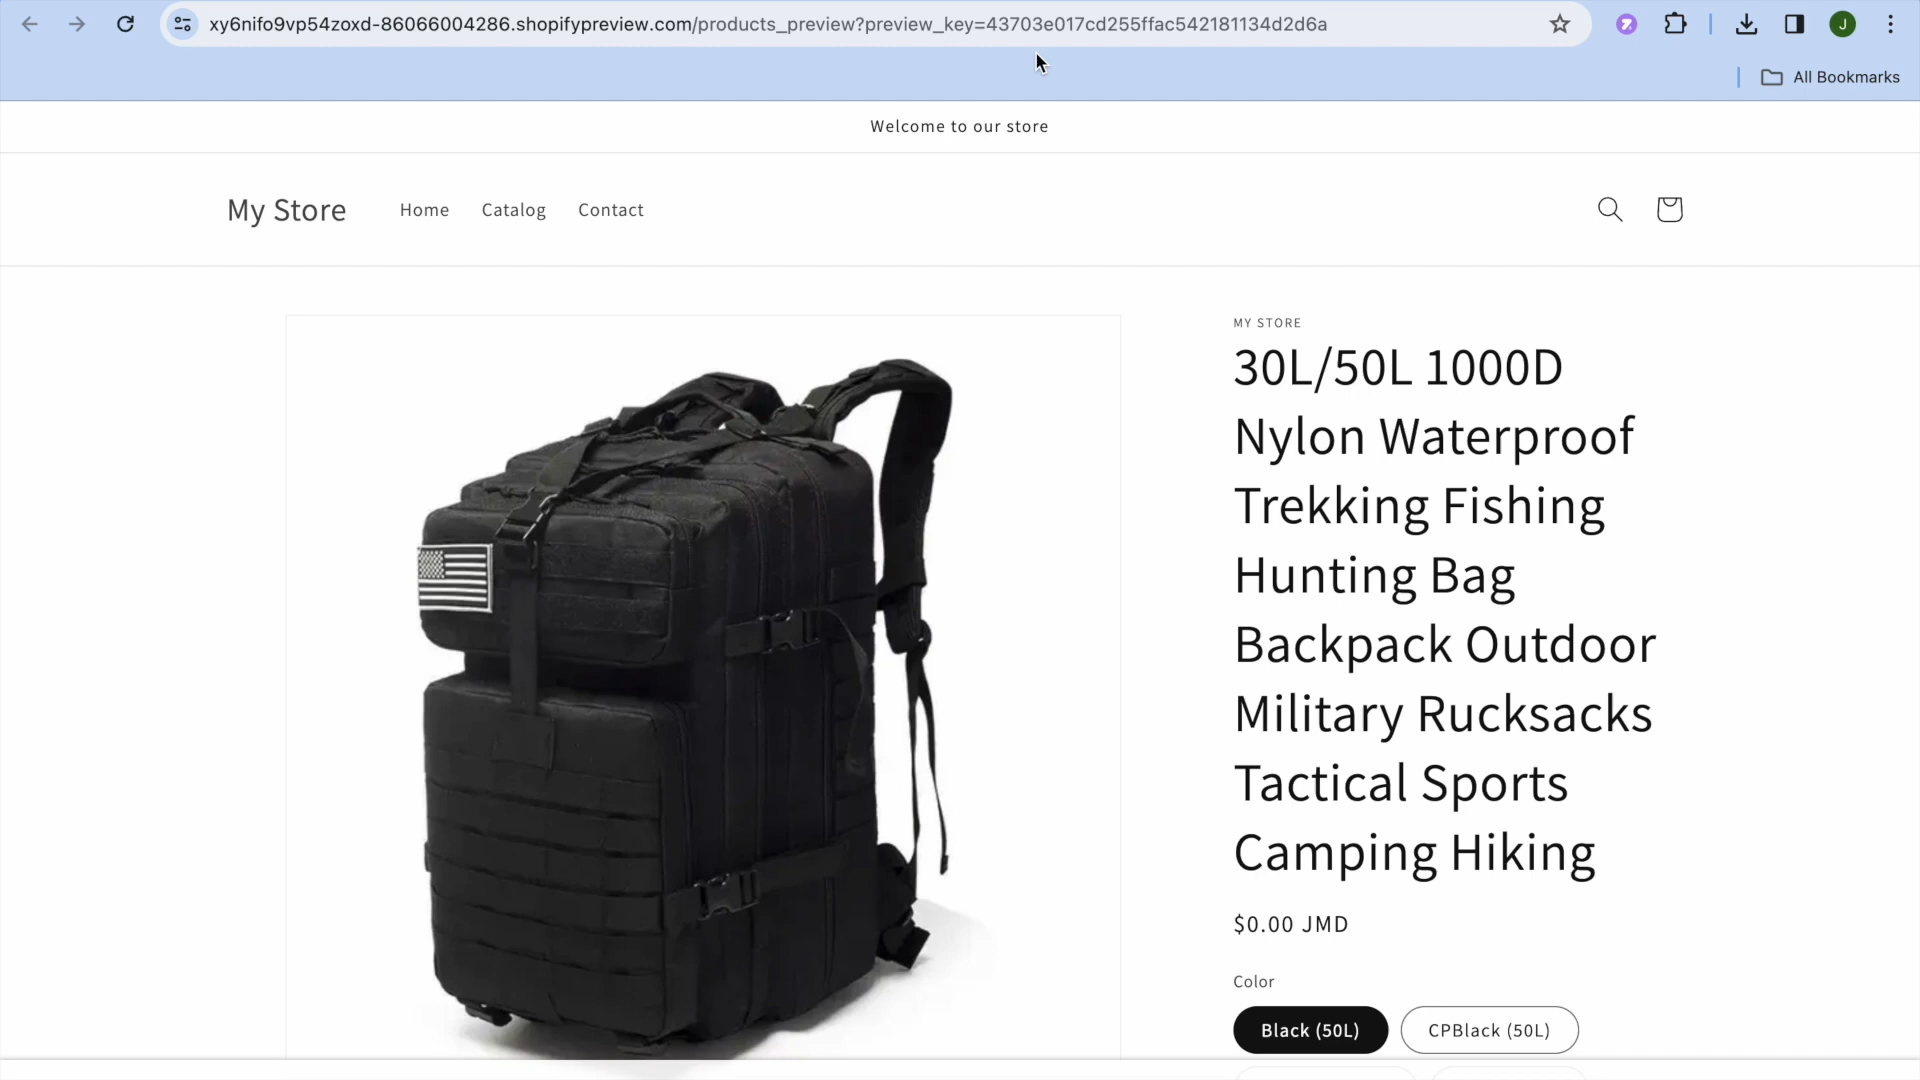 xy6nifo9vp54zoxd-86066004286.shopifypreview.com/products_preview?preview_key=43703e017cd255ffac542181134d2d6a
J
All Bookmarks
Welcome to our store
My Store
Home
Catalog
Contact
MY STORE
30L/50L 1000D
Nylon Waterproof
Trekking Fishing
Hunting Bag
Backpack Outdoor
Military Rucksacks
Tactical Sports
Camping Hiking
$0.00 JMD
Color
Black (50L)
CPBlack (50L)